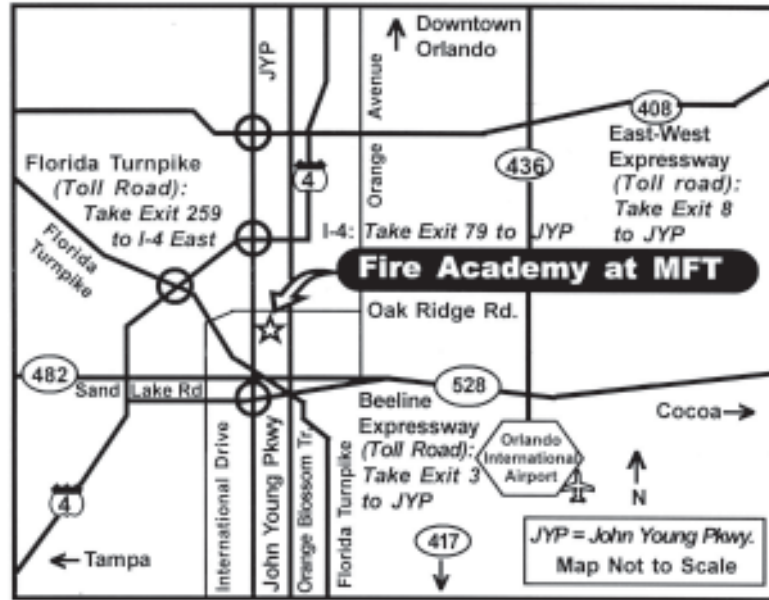 JYP
Downtown
Orlando
Orange Avenue
408
East-West
Expressway
(Toll road):
Take Exit 8
to JYP
436
4
Florida Turnpike
(Toll Road):
Take Exit 259
to I-4 East
Florida
Turnpike
I-4: Take Exit 79 to JYP
Fire Academy at MFT
Oak Ridge Rd.
482
Sand Lake Rd
528
Beeline
Expressway
(Toll Road):
Take Exit 3
to JYP
Cocoa
Orlando
International
Airport
N
International Drive
John Young Pkwy
Orange Blossom Tr.
Florida Turnpike
4
Tampa
417
JYP = John Young Pkwy.
Map Not to Scale